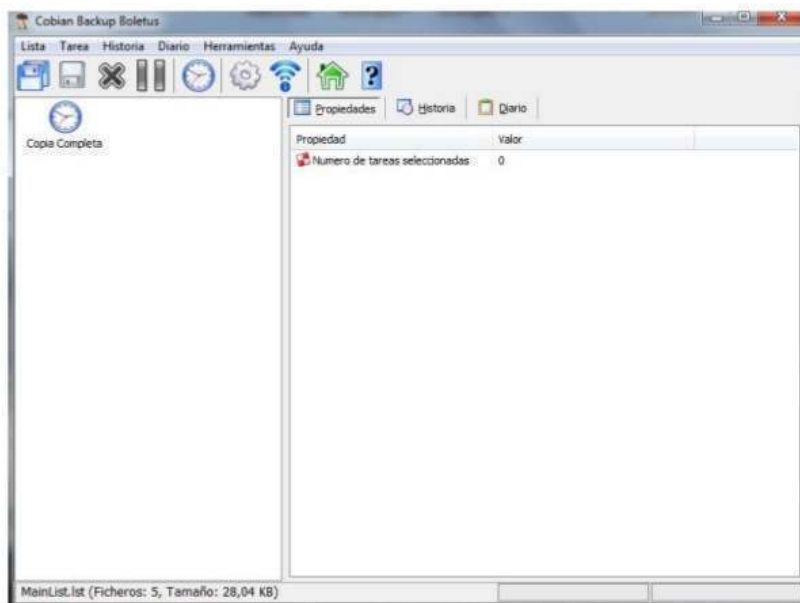 Cobian Backup Boletus
Lista Tarea Historia Diario Herramientas Ayuda
?
Propiedades Historia Diario
Copia Completa
Propiedad Valor
Numero de tareas seleccionadas 0
MainList.lst (Ficheros: 5, Tamaño: 28,04 KB)